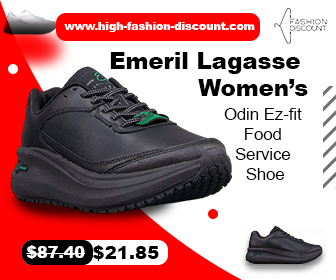 www.high-fashion-discount.com
FASHION
DISCOUNT
Emeril Lagasse
Women's
Odin Ez-fit
Food
Service
Shoe
$87.40 $21.85